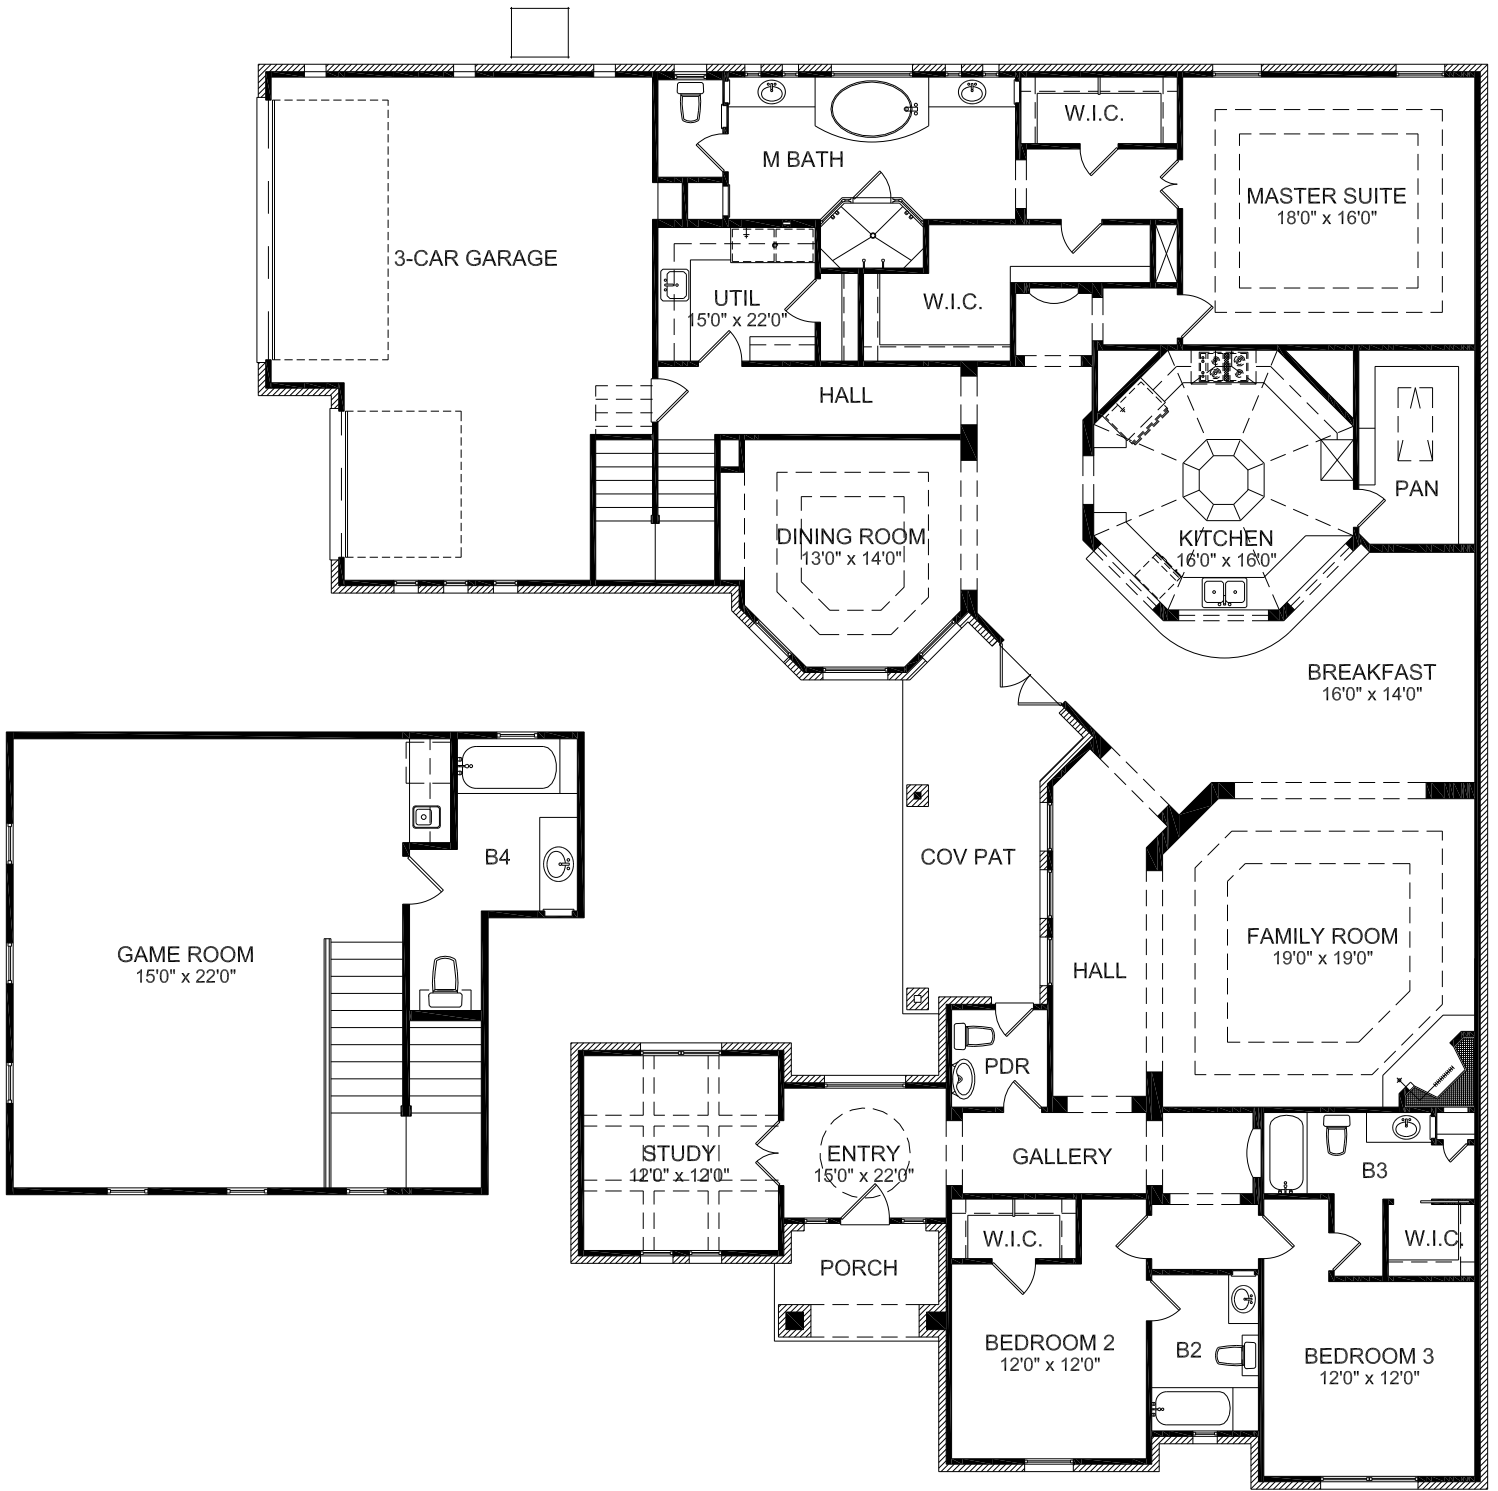 W.I.C.
M BATH
MASTER SUITE
18'0" x 16'0"
3-CAR GARAGE
UTIL
15'0" x 22'0"
W.I.C.
HALL
PAN
DINING ROOM
13'0" x 14'0"
KITCHEN
16'0" x 16'0"
BREAKFAST
16'0" x 14'0"
B4
COV PAT
GAME ROOM
15'0" x 22'0"
FAMILY ROOM
19'0" x 19'0"
HALL
PDR
STUDY
12'0" x 12'0"
ENTRY
15'0" x 22'0"
GALLERY
B3
W.I.C.
W.I.C.
PORCH
BEDROOM 2
12'0" x 12'0"
B2
BEDROOM 3
12'0" x 12'0"